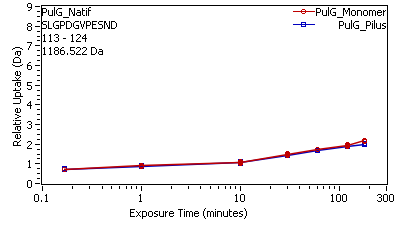 PulG_Natif
SLGPDGVPESND
113 - 124
1186.522 Da
PulG_Monomer
PulG_Pilus
Relative Uptake (Da)
9
8
7
6
5
4
3
2
1
0
0.1 1 10 100 300
Exposure Time (minutes)